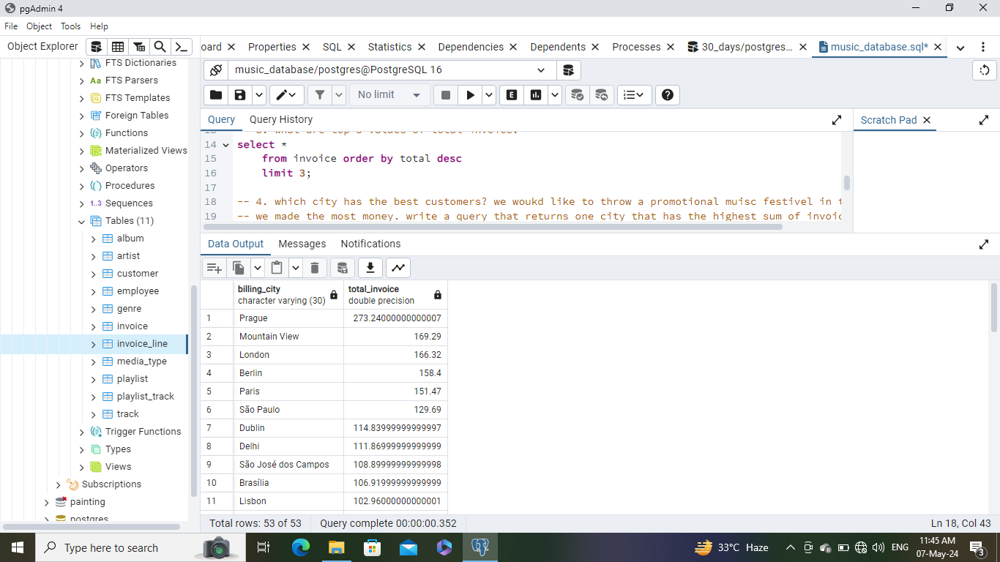 pgAdmin 4
File Object Tools Help
Object Explorer
oard Properties SQL Statistics Dependencies Dependents Processes 30_days/postgres... music_database.sql*
FTS Dictionaries
FTS Parsers
FTS Templates
Foreign Tables
Functions
Materialized Views
Operators
Procedures
Sequences
Tables (11)
album
artist
customer
employee
genre
invoice
invoice_line
media_type
playlist
playlist_track
track
Trigger Functions
Types
Views
Subscriptions
painting
postgres
music_database/postgres@PostgreSQL 16
No limit
E
Query Query History
Scratch Pad
14 select *
15 from invoice order by total desc
16 limit 3;
17
18 -- 4. which city has the best customers? we woukd like to throw a promotional muisc festivel in t
19 -- we made the most money. write a query that returns one city that has the highest sum of invoic
Data Output Messages Notifications
billing_city total_invoice
character varying (30) double precision
1 Prague 273.24000000000007
2 Mountain View 169.29
3 London 166.32
4 Berlin 158.4
5 Paris 151.47
6 São Paulo 129.69
7 Dublin 114.83999999999997
8 Delhi 111.86999999999999
9 São José dos Campos 108.89999999999998
10 Brasília 106.91999999999999
11 Lisbon 102.96000000000001
Total rows: 53 of 53 Query complete 00:00:00.352 Ln 18, Col 43
Type here to search
33°C Haze
ENG
11:45 AM
07-May-24
3